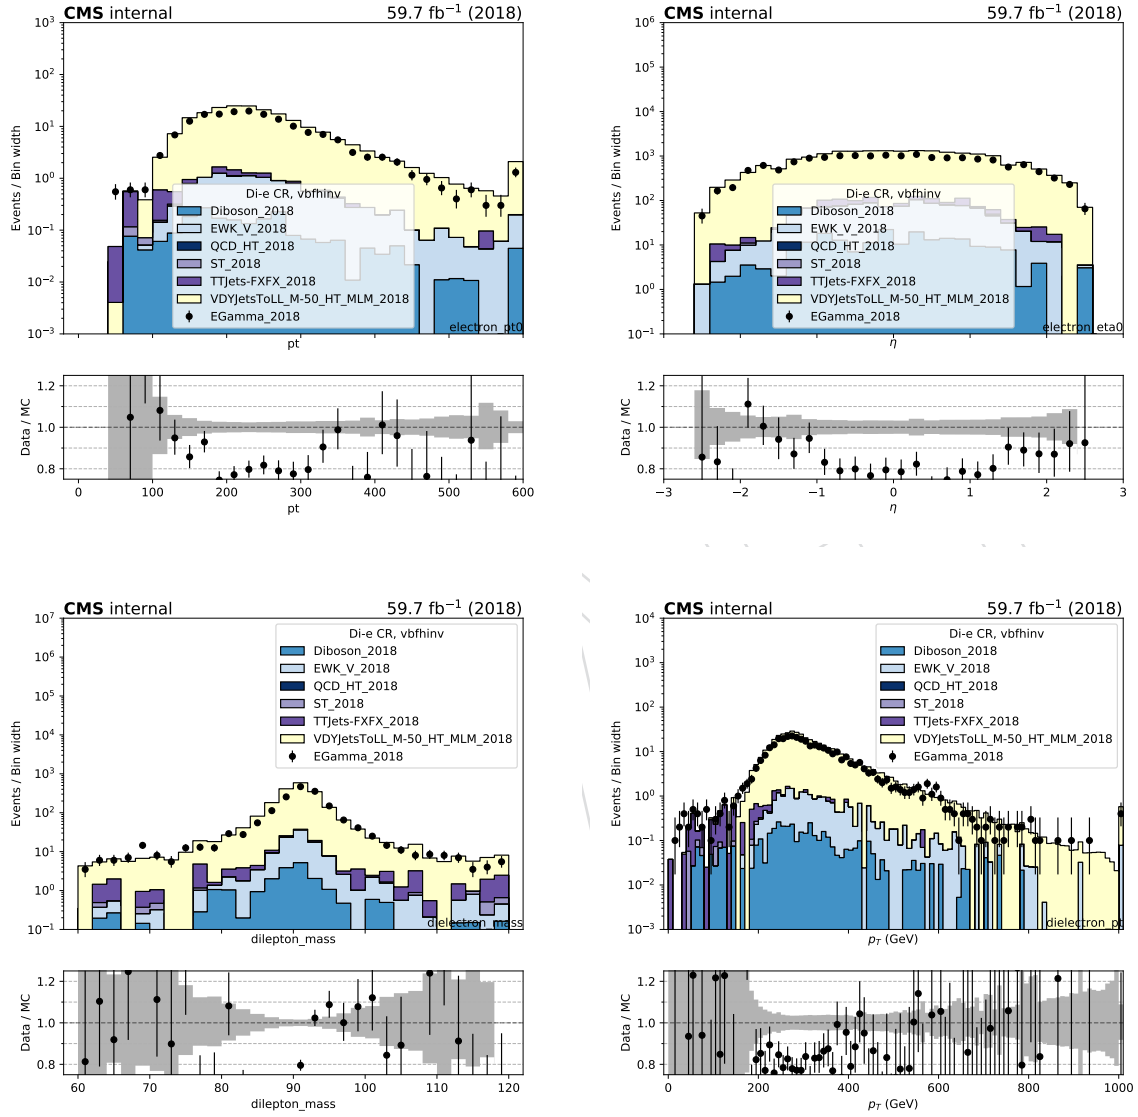 CMS internal 59.7 fb⁻¹ (2018)
10³
10²
10¹
10⁰
10⁻¹
10⁻²
10⁻³
Events / Bin width
Di-e CR, vbfhinv
Diboson_2018
EWK_V_2018
QCD_HT_2018
ST_2018
TTJets-FXFX_2018
VDYJetsToLL_M-50_HT_MLM_2018
EGamma_2018
electron_pt0
pt
1.2
1.0
0.8
Data / MC
0 100 200 300 400 500 600
pt
CMS internal 59.7 fb⁻¹ (2018)
10⁶
10⁵
10⁴
10³
10²
10¹
10⁰
10⁻¹
Events / Bin width
Di-e CR, vbfhinv
Diboson_2018
EWK_V_2018
QCD_HT_2018
ST_2018
TTJets-FXFX_2018
VDYJetsToLL_M-50_HT_MLM_2018
EGamma_2018
electron_eta0
η
1.2
1.0
0.8
Data / MC
−3 −2 −1 0 1 2 3
η
CMS internal 59.7 fb⁻¹ (2018)
10⁷
10⁶
10⁵
10⁴
10³
10²
10¹
10⁰
10⁻¹
Events / Bin width
Di-e CR, vbfhinv
Diboson_2018
EWK_V_2018
QCD_HT_2018
ST_2018
TTJets-FXFX_2018
VDYJetsToLL_M-50_HT_MLM_2018
EGamma_2018
dielectron_mass
dilepton_mass
1.2
1.0
0.8
Data / MC
60 70 80 90 100 110 120
dilepton_mass
CMS internal 59.7 fb⁻¹ (2018)
10⁴
10³
10²
10¹
10⁰
10⁻¹
10⁻²
10⁻³
Events / Bin width
Di-e CR, vbfhinv
Diboson_2018
EWK_V_2018
QCD_HT_2018
ST_2018
TTJets-FXFX_2018
VDYJetsToLL_M-50_HT_MLM_2018
EGamma_2018
dielectron_pt
p_T (GeV)
1.2
1.0
0.8
Data / MC
0 200 400 600 800 1000
p_T (GeV)